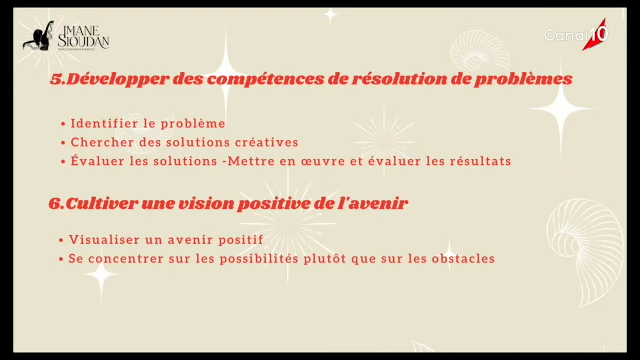 IMANE
SIOUDAN
Canal 10
5.Développer des compétences de résolution de problèmes
• Identifier le problème
• Chercher des solutions créatives
• Évaluer les solutions -Mettre en œuvre et évaluer les résultats
6.Cultiver une vision positive de l'avenir
• Visualiser un avenir positif
• Se concentrer sur les possibilités plutôt que sur les obstacles